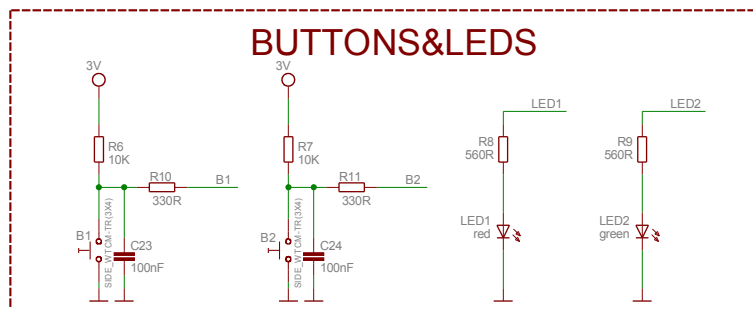 BUTTONS&LEDS
3V
3V
LED1
LED2
R6
10K
R7
10K
R8
560R
R9
560R
R10
330R
B1
R11
330R
B2
B1
SIDE_WTCM-TR(3X4)
C23
100nF
B2
SIDE_WTCM-TR(3X4)
C24
100nF
LED1
red
LED2
green